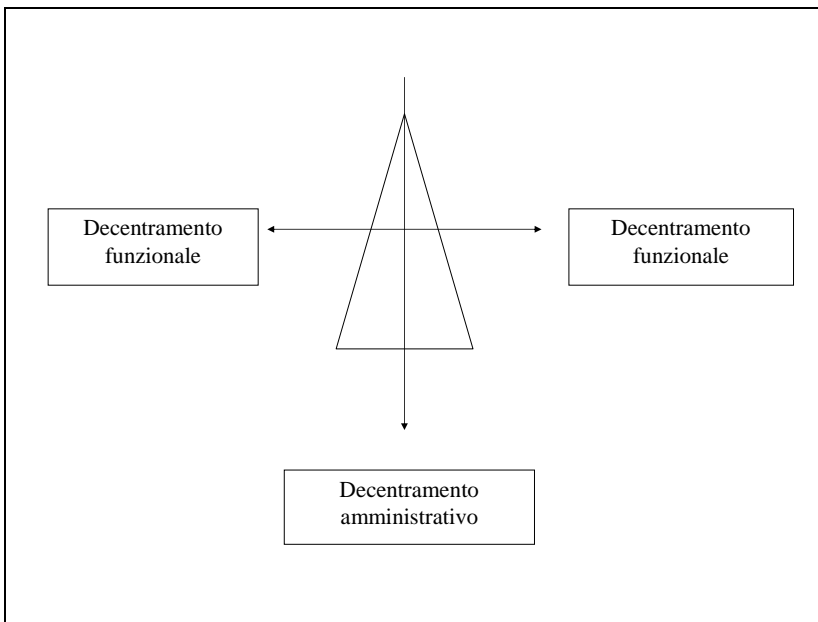 Decentramento
funzionale
Decentramento
funzionale
Decentramento
amministrativo